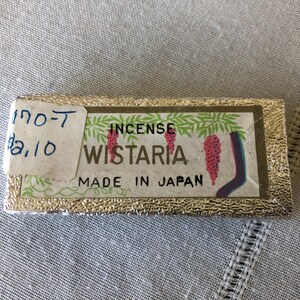 170-T
$2,10
INCENSE
WISTARIA
MADE IN JAPAN